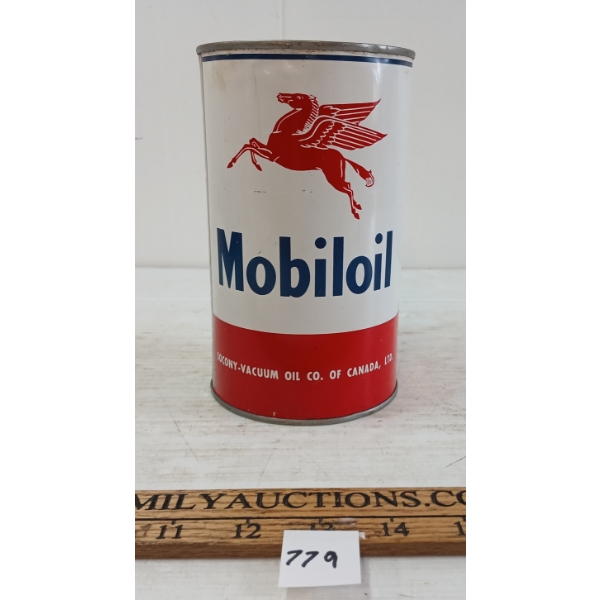 Mobiloil
SOCONY-VACUUM OIL CO. OF CANADA, LTD.
MILYAUCTIONS.CO
11 12 13 14 1
779